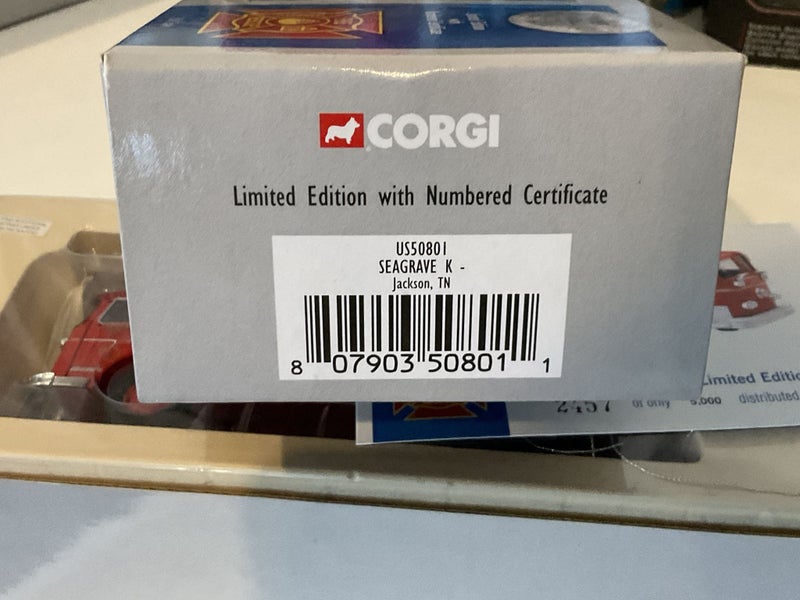 CORGI
Limited Edition with Numbered Certificate
US50801
SEAGRAVE K -
Jackson, TN
8 07903 50801 1
Limited Editio
2457 of only 5,000 distributed